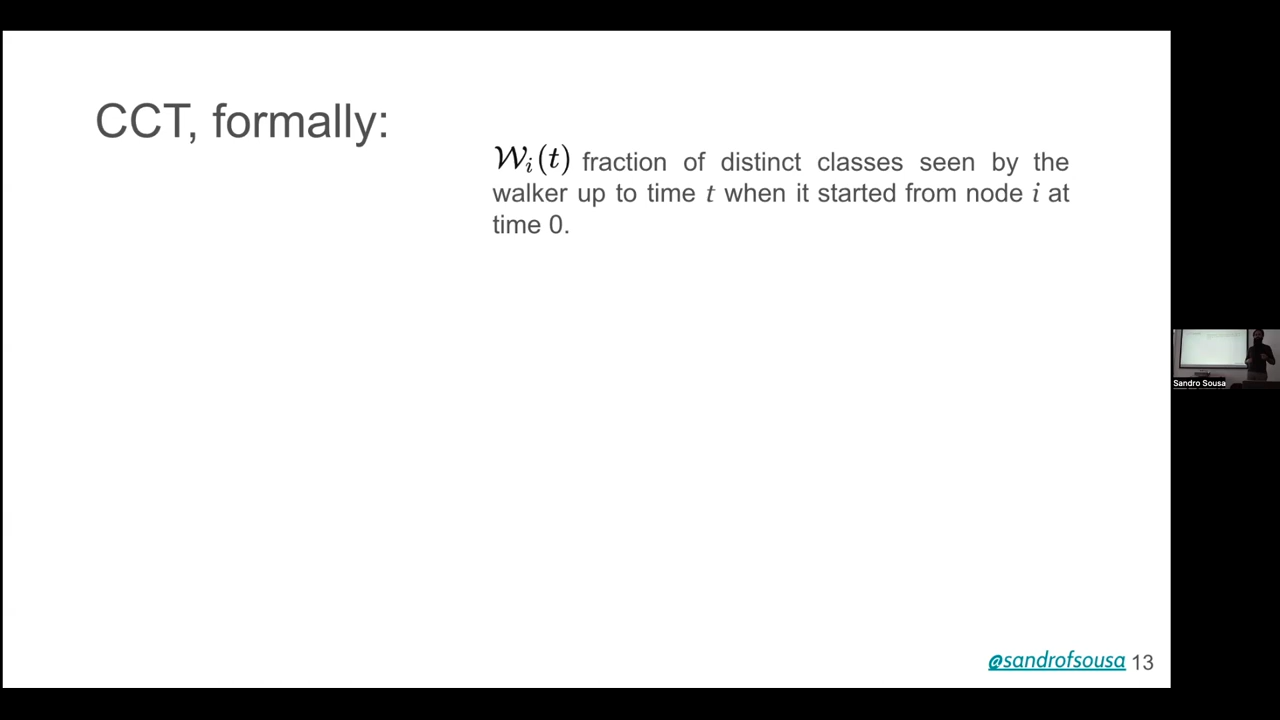 CCT, formally:
𝒲ᵢ(t) fraction of distinct classes seen by the
walker up to time t when it started from node i at
time 0.
Sandro Sousa
@sandrofsousa 13